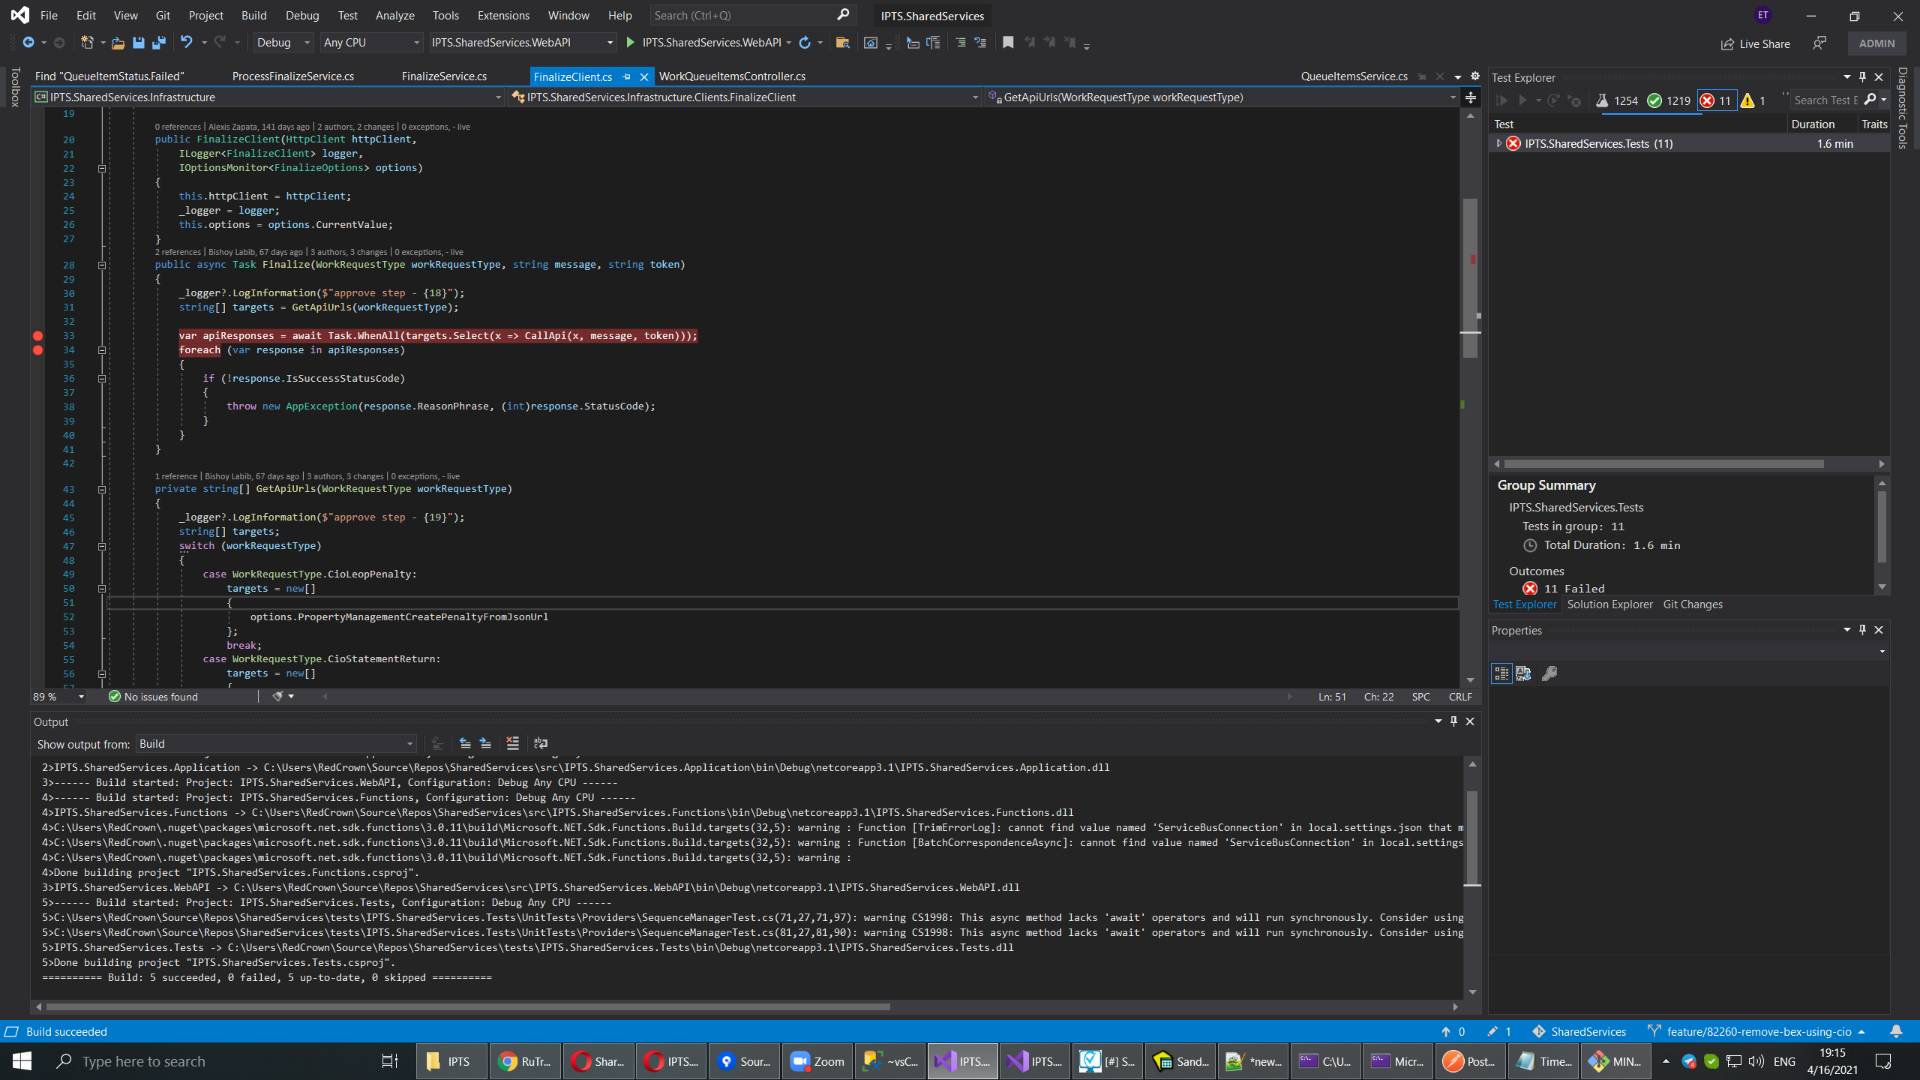 File Edit View Git Project Build Debug Test Analyze Tools Extensions Window Help Search (Ctrl+Q) IPTS.SharedServices ET
Debug Any CPU IPTS.SharedServices.WebAPI IPTS.SharedServices.WebAPI Live Share ADMIN
Toolbox
Find "QueueItemStatus.Failed" ProcessFinalizeService.cs FinalizeService.cs FinalizeClient.cs WorkQueueItemsController.cs QueueItemsService.cs
IPTS.SharedServices.Infrastructure IPTS.SharedServices.Infrastructure.Clients.FinalizeClient GetApiUrls(WorkRequestType workRequestType)
19
0 references | Alexis Zapata, 141 days ago | 2 authors, 2 changes | 0 exceptions, - live
20 public FinalizeClient(HttpClient httpClient,
21 ILogger<FinalizeClient> logger,
22 IOptionsMonitor<FinalizeOptions> options)
23 {
24 this.httpClient = httpClient;
25 _logger = logger;
26 this.options = options.CurrentValue;
27 }
2 references | Bishoy Labib, 67 days ago | 3 authors, 3 changes | 0 exceptions, - live
28 public async Task Finalize(WorkRequestType workRequestType, string message, string token)
29 {
30 _logger?.LogInformation($"approve step - {18}");
31 string[] targets = GetApiUrls(workRequestType);
32
33 var apiResponses = await Task.WhenAll(targets.Select(x => CallApi(x, message, token)));
34 foreach (var response in apiResponses)
35 {
36 if (!response.IsSuccessStatusCode)
37 {
38 throw new AppException(response.ReasonPhrase, (int)response.StatusCode);
39 }
40 }
41 }
42
1 reference | Bishoy Labib, 67 days ago | 3 authors, 3 changes | 0 exceptions, - live
43 private string[] GetApiUrls(WorkRequestType workRequestType)
44 {
45 _logger?.LogInformation($"approve step - {19}");
46 string[] targets;
47 switch (workRequestType)
48 {
49 case WorkRequestType.CioLeopPenalty:
50 targets = new[]
51 {
52 options.PropertyManagementCreatePenaltyFromJsonUrl
53 };
54 break;
55 case WorkRequestType.CioStatementReturn:
56 targets = new[]
89 % No issues found Ln: 51 Ch: 22 SPC CRLF
Output
Show output from: Build
2>IPTS.SharedServices.Application -> C:\Users\RedCrown\Source\Repos\SharedServices\src\IPTS.SharedServices.Application\bin\Debug\netcoreapp3.1\IPTS.SharedServices.Application.dll
3>------ Build started: Project: IPTS.SharedServices.WebAPI, Configuration: Debug Any CPU ------
4>------ Build started: Project: IPTS.SharedServices.Functions, Configuration: Debug Any CPU ------
4>IPTS.SharedServices.Functions -> C:\Users\RedCrown\Source\Repos\SharedServices\src\IPTS.SharedServices.Functions\bin\Debug\netcoreapp3.1\IPTS.SharedServices.Functions.dll
4>C:\Users\RedCrown\.nuget\packages\microsoft.net.sdk.functions\3.0.11\build\Microsoft.NET.Sdk.Functions.Build.targets(32,5): warning : Function [TrimErrorLog]: cannot find value named 'ServiceBusConnection' in local.settings.json that m
4>C:\Users\RedCrown\.nuget\packages\microsoft.net.sdk.functions\3.0.11\build\Microsoft.NET.Sdk.Functions.Build.targets(32,5): warning : Function [BatchCorrespondenceAsync]: cannot find value named 'ServiceBusConnection' in local.settings
4>C:\Users\RedCrown\.nuget\packages\microsoft.net.sdk.functions\3.0.11\build\Microsoft.NET.Sdk.Functions.Build.targets(32,5): warning :
4>Done building project "IPTS.SharedServices.Functions.csproj".
3>IPTS.SharedServices.WebAPI -> C:\Users\RedCrown\Source\Repos\SharedServices\src\IPTS.SharedServices.WebAPI\bin\Debug\netcoreapp3.1\IPTS.SharedServices.WebAPI.dll
5>------ Build started: Project: IPTS.SharedServices.Tests, Configuration: Debug Any CPU ------
5>C:\Users\RedCrown\Source\Repos\SharedServices\tests\IPTS.SharedServices.Tests\UnitTests\Providers\SequenceManagerTest.cs(71,27,71,97): warning CS1998: This async method lacks 'await' operators and will run synchronously. Consider using
5>C:\Users\RedCrown\Source\Repos\SharedServices\tests\IPTS.SharedServices.Tests\UnitTests\Providers\SequenceManagerTest.cs(81,27,81,90): warning CS1998: This async method lacks 'await' operators and will run synchronously. Consider using
5>IPTS.SharedServices.Tests -> C:\Users\RedCrown\Source\Repos\SharedServices\tests\IPTS.SharedServices.Tests\bin\Debug\netcoreapp3.1\IPTS.SharedServices.Tests.dll
5>Done building project "IPTS.SharedServices.Tests.csproj".
========== Build: 5 succeeded, 0 failed, 5 up-to-date, 0 skipped ==========
Test Explorer
1254 1219 11 1 Search Test E
Test Duration Traits
IPTS.SharedServices.Tests (11) 1.6 min
Group Summary
IPTS.SharedServices.Tests
Tests in group: 11
Total Duration: 1.6 min
Outcomes
11 Failed
Test Explorer Solution Explorer Git Changes
Properties
Diagnostic Tools
Build succeeded 0 1 SharedServices feature/82260-remove-bex-using-cio
Type here to search IPTS RuTr... Shar... IPTS... Sour... Zoom ~vsC... IPTS... IPTS... [#] S... Sand... *new... C:\U... Micr... Post... Time... MIN... ENG 19:15
4/16/2021